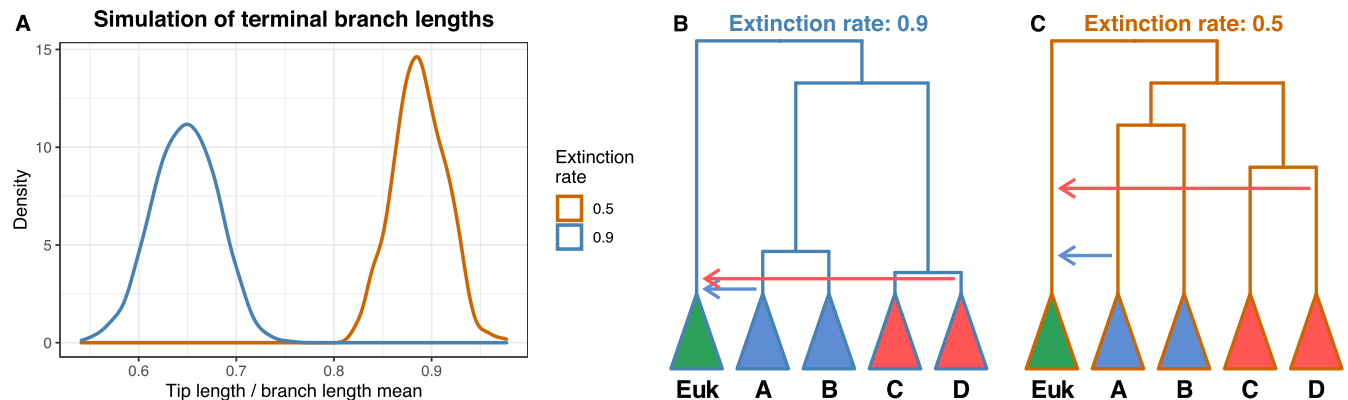 A
Simulation of terminal branch lengths
15
10
5
0
Density
0.6 0.7 0.8 0.9
Tip length / branch length mean
Extinction
rate
0.5
0.9
B
Extinction rate: 0.9
Euk A B C D
C
Extinction rate: 0.5
Euk A B C D